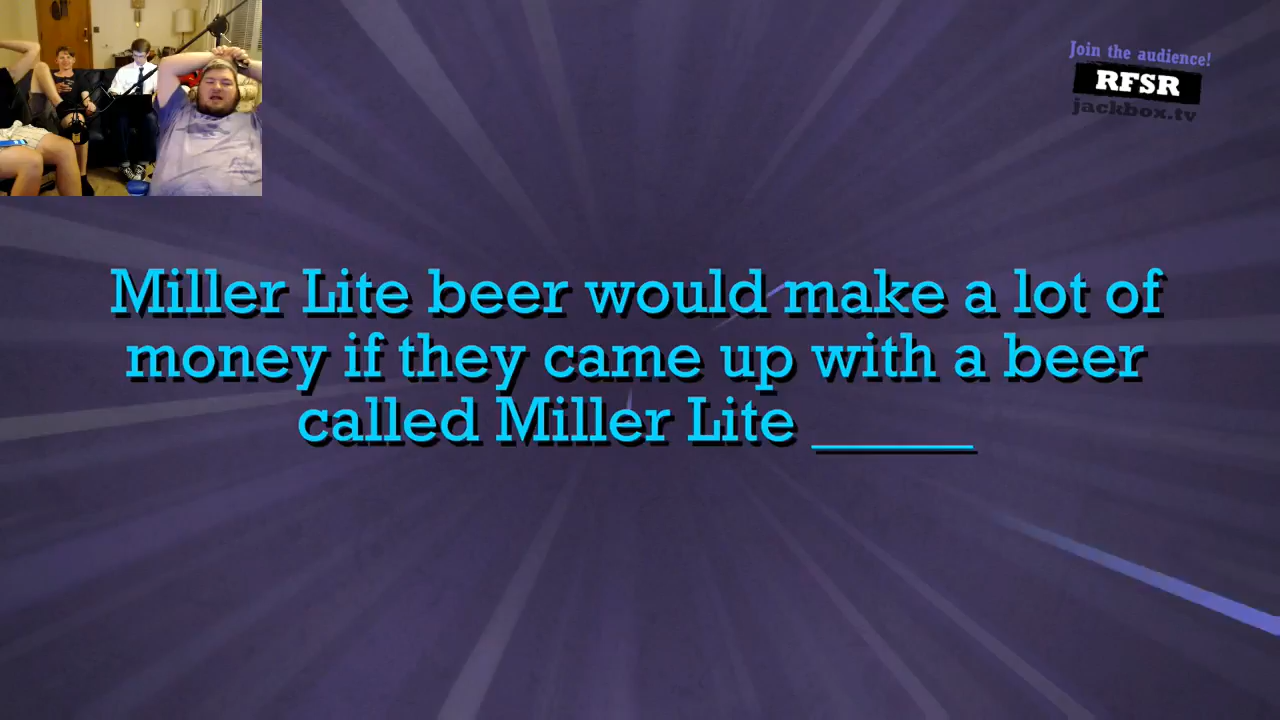 Join the audience!
RFSR
jackbox.tv
Miller Lite beer would make a lot of
money if they came up with a beer
called Miller Lite ______